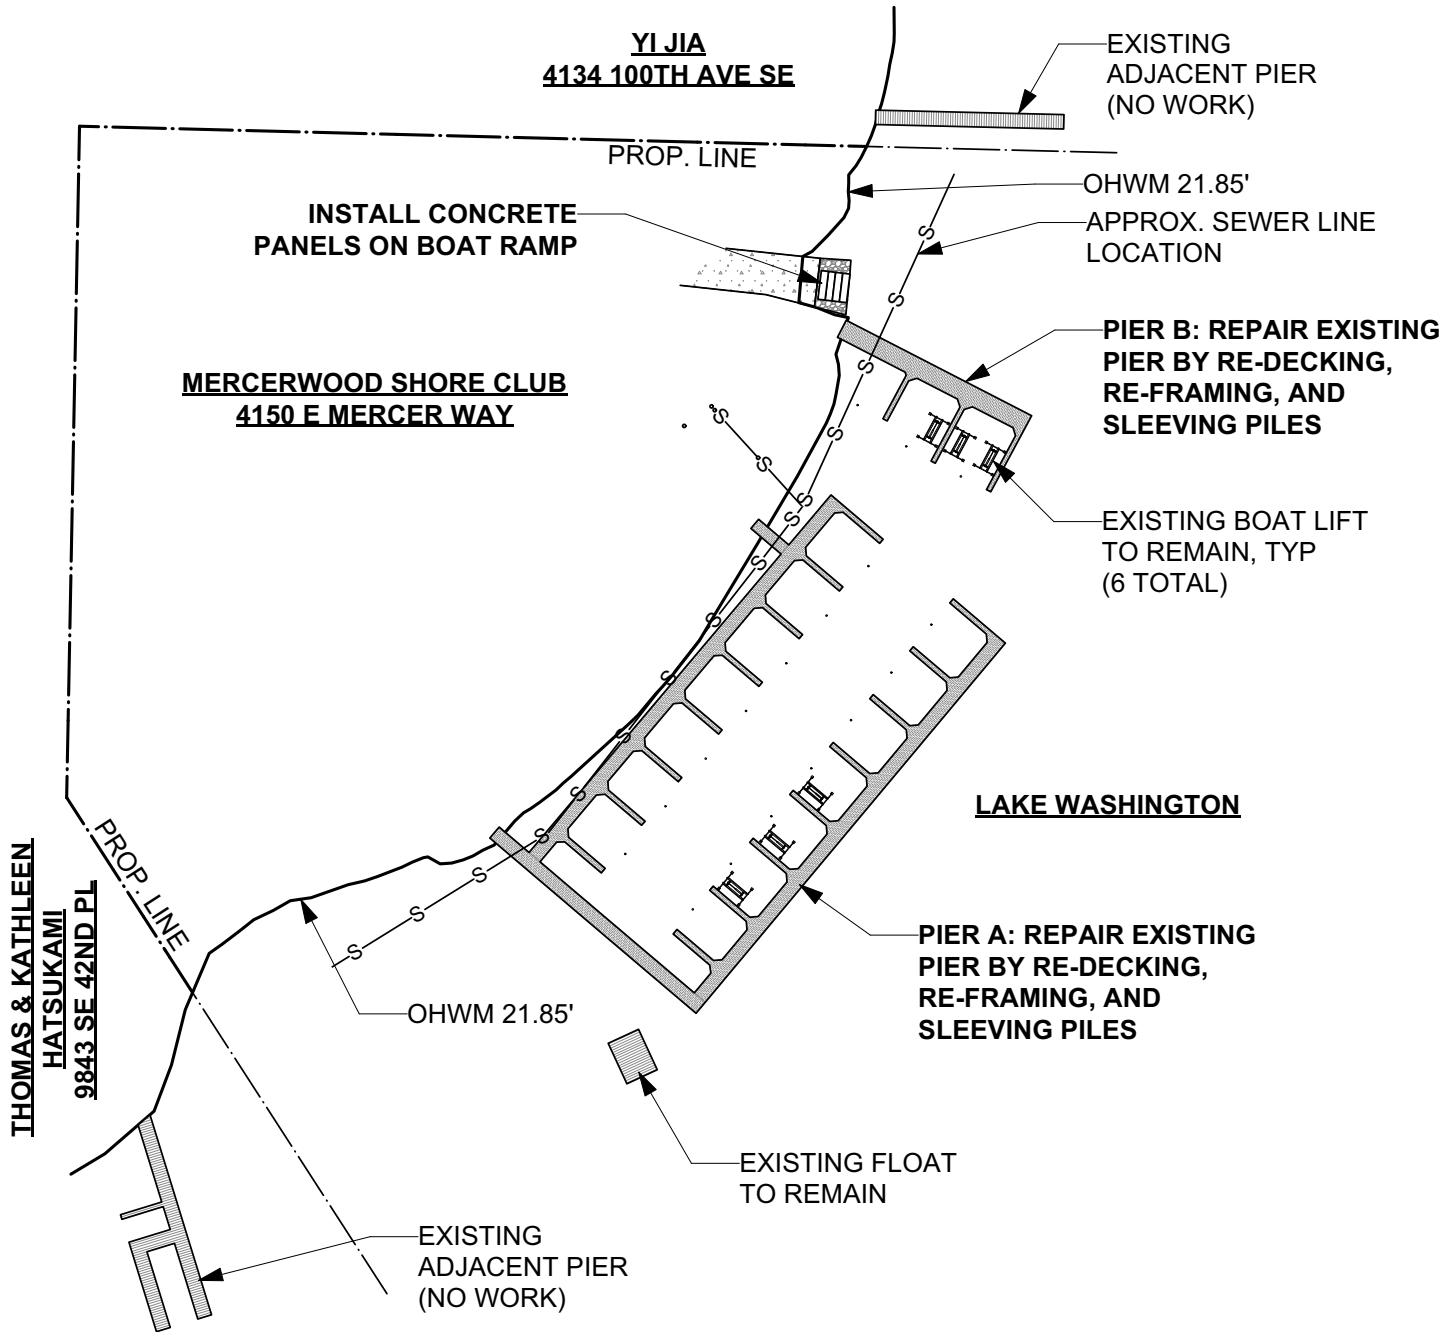 YI JIA
4134 100TH AVE SE
EXISTING
ADJACENT PIER
(NO WORK)
PROP. LINE
OHWM 21.85'
INSTALL CONCRETE
PANELS ON BOAT RAMP
APPROX. SEWER LINE
LOCATION
S
S
PIER B: REPAIR EXISTING
PIER BY RE-DECKING,
RE-FRAMING, AND
SLEEVING PILES
S
MERCERWOOD SHORE CLUB
4150 E MERCER WAY
S
S
S
S
S
EXISTING BOAT LIFT
TO REMAIN, TYP
(6 TOTAL)
S
S
S
S
S
LAKE WASHINGTON
S
S
S
S
PROP. LINE
THOMAS & KATHLEEN
HATSUKAMI
9843 SE 42ND PL
PIER A: REPAIR EXISTING
PIER BY RE-DECKING,
RE-FRAMING, AND
SLEEVING PILES
OHWM 21.85'
EXISTING FLOAT
TO REMAIN
EXISTING
ADJACENT PIER
(NO WORK)